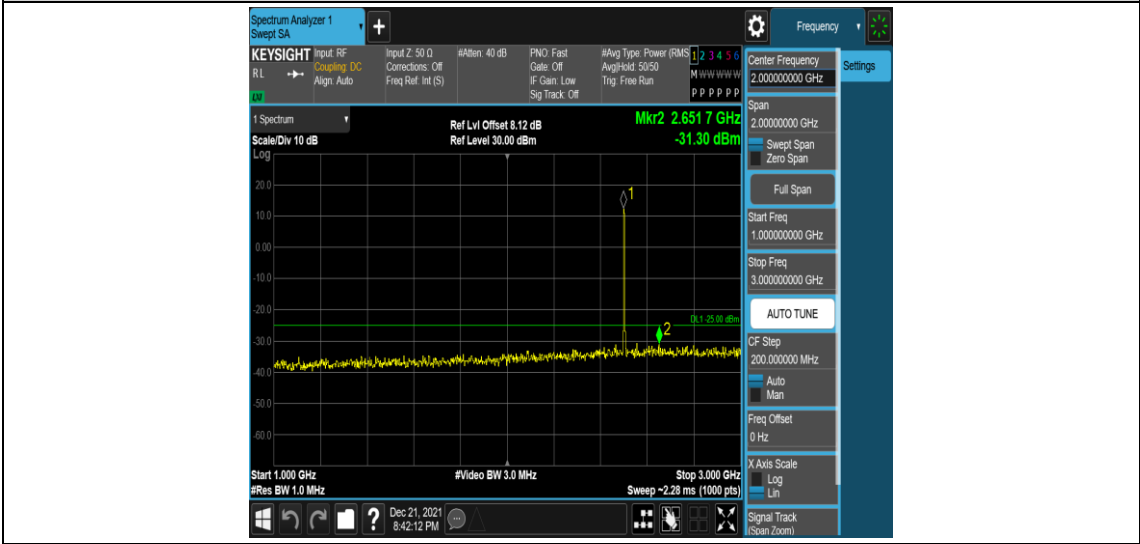 Spectrum Analyzer 1
Swept SA
+
Frequency
KEYSIGHT
RL
LXI
Input: RF
Coupling: DC
Align: Auto
Input Z: 50 Ω
Corrections: Off
Freq Ref: Int (S)
#Atten: 40 dB
PNO: Fast
Gate: Off
IF Gain: Low
Sig Track: Off
#Avg Type: Power (RMS
Avg|Hold: 50/50
Trig: Free Run
1 2 3 4 5 6
M W W W W W
P P P P P P
1 Spectrum
Scale/Div 10 dB
Log
Ref Lvl Offset 8.12 dB
Ref Level 30.00 dBm
Mkr2 2.651 7 GHz
-31.30 dBm
20.0
10.0
0.00
-10.0
-20.0
-30.0
-40.0
-50.0
-60.0
1
DL1 -25.00 dBm
2
Start 1.000 GHz
#Res BW 1.0 MHz
#Video BW 3.0 MHz
Stop 3.000 GHz
Sweep ~2.28 ms (1000 pts)
Center Frequency
2.000000000 GHz
Settings
Span
2.00000000 GHz
Swept Span
Zero Span
Full Span
Start Freq
1.000000000 GHz
Stop Freq
3.000000000 GHz
AUTO TUNE
CF Step
200.000000 MHz
Auto
Man
Freq Offset
0 Hz
X Axis Scale
Log
Lin
Signal Track
(Span Zoom)
?
Dec 21, 2021
8:42:12 PM